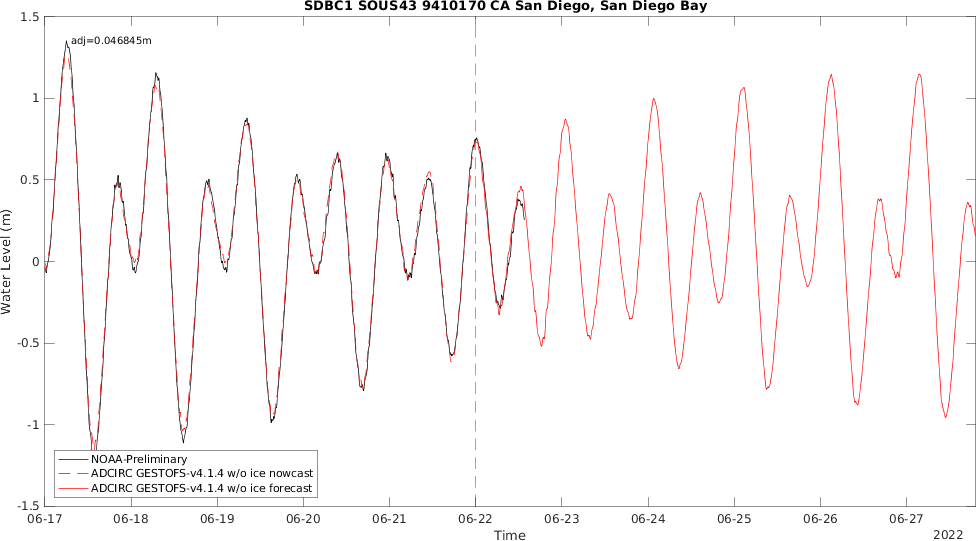 SDBC1 SOUS43 9410170 CA San Diego, San Diego Bay
adj=0.046845m
1.5
1
0.5
0
-0.5
-1
-1.5
Water Level (m)
NOAA-Preliminary
ADCIRC GESTOFS-v4.1.4 w/o ice nowcast
ADCIRC GESTOFS-v4.1.4 w/o ice forecast
06-17 06-18 06-19 06-20 06-21 06-22 06-23 06-24 06-25 06-26 06-27
Time
2022